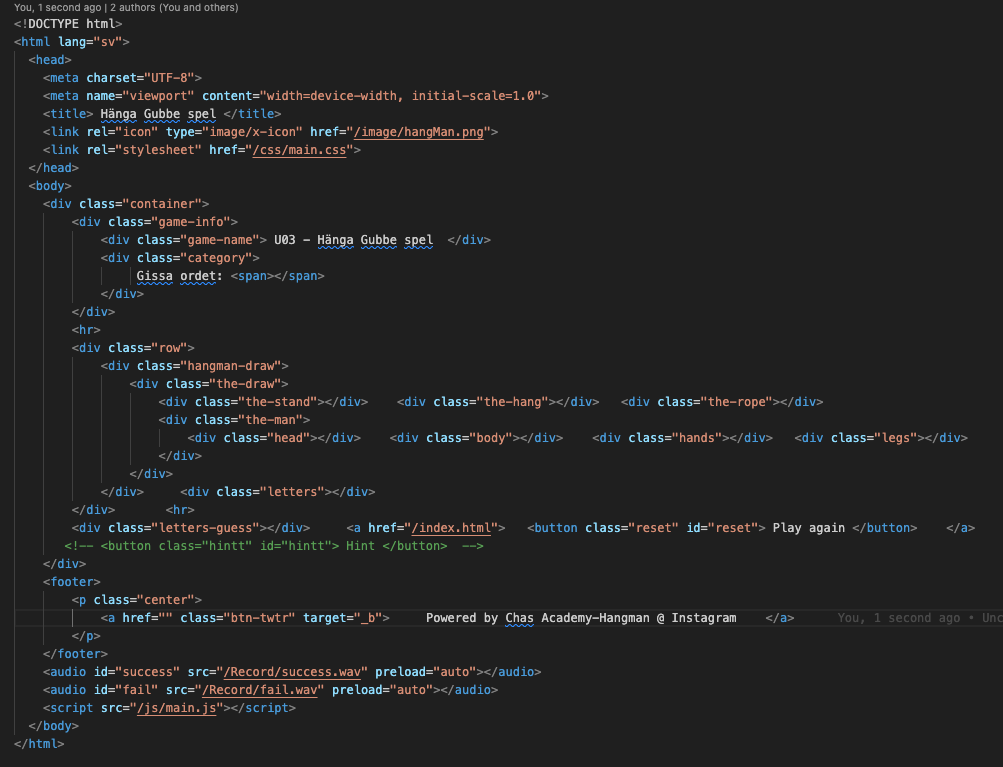 You, 1 second ago | 2 authors (You and others)
<!DOCTYPE html>
<html lang="sv">
  <head>
    <meta charset="UTF-8">
    <meta name="viewport" content="width=device-width, initial-scale=1.0">
    <title> Hänga Gubbe spel </title>
    <link rel="icon" type="image/x-icon" href="/image/hangMan.png">
    <link rel="stylesheet" href="/css/main.css">
  </head>
  <body>
    <div class="container">
        <div class="game-info">
            <div class="game-name"> U03 - Hänga Gubbe spel  </div>
            <div class="category">
                 Gissa ordet: <span></span>
            </div>
        </div>
        <hr>
        <div class="row">
            <div class="hangman-draw">
                <div class="the-draw">
                    <div class="the-stand"></div>    <div class="the-hang"></div>   <div class="the-rope"></div>
                    <div class="the-man">
                        <div class="head"></div>    <div class="body"></div>    <div class="hands"></div>   <div class="legs"></div>
                    </div>
                </div>
            </div>     <div class="letters"></div>
        </div>       <hr>
        <div class="letters-guess"></div>     <a href="/index.html">   <button class="reset" id="reset"> Play again </button>    </a>
       <!-- <button class="hintt" id="hintt"> Hint </button>  -->
    </div>
    <footer>
        <p class="center">
            <a href="" class="btn-twtr" target="_b">     Powered by Chas Academy-Hangman @ Instagram    </a>      You, 1 second ago • Unc
        </p>
    </footer>
    <audio id="success" src="/Record/success.wav" preload="auto"></audio>
    <audio id="fail" src="/Record/fail.wav" preload="auto"></audio>
    <script src="/js/main.js"></script>
  </body>
</html>